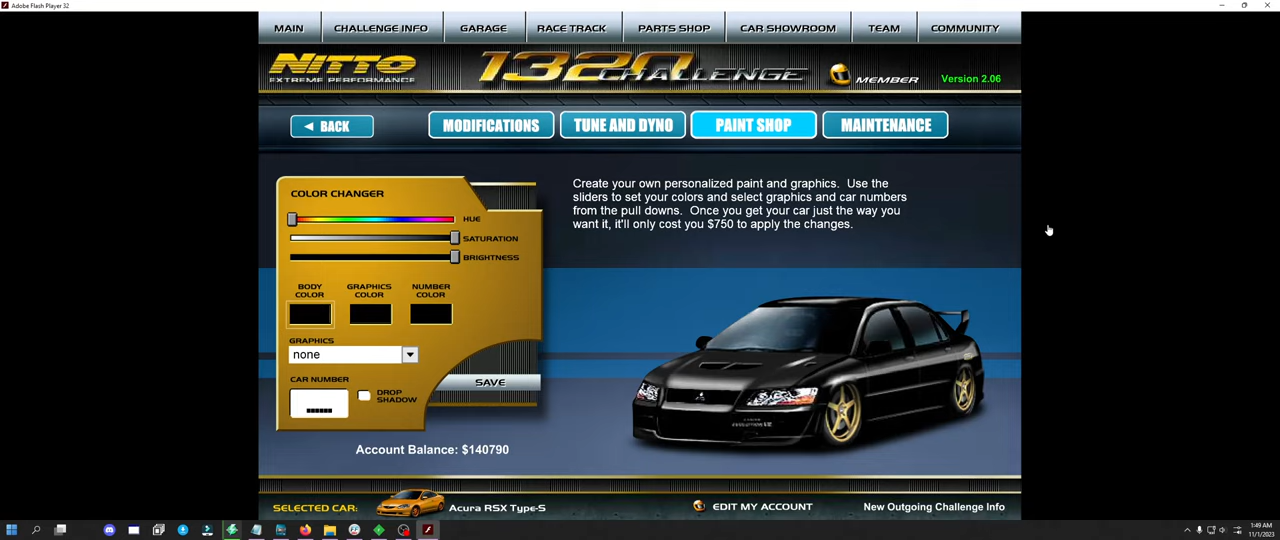 Adobe Flash Player 32
MAIN
CHALLENGE INFO
GARAGE
RACE TRACK
PARTS SHOP
CAR SHOWROOM
TEAM
COMMUNITY
NITTO
EXTREME PERFORMANCE
1320 CHALLENGE
MEMBER
Version 2.06
BACK
MODIFICATIONS
TUNE AND DYNO
PAINT SHOP
MAINTENANCE
COLOR CHANGER
HUE
SATURATION
BRIGHTNESS
BODY COLOR
GRAPHICS COLOR
NUMBER COLOR
GRAPHICS
none
CAR NUMBER
DROP SHADOW
SAVE
Account Balance: $140790
Create your own personalized paint and graphics. Use the
sliders to set your colors and select graphics and car numbers
from the pull downs. Once you get your car just the way you
want it, it'll only cost you $750 to apply the changes.
SELECTED CAR:
Acura RSX Type-S
EDIT MY ACCOUNT
New Outgoing Challenge Info
1:49 AM
11/1/2023